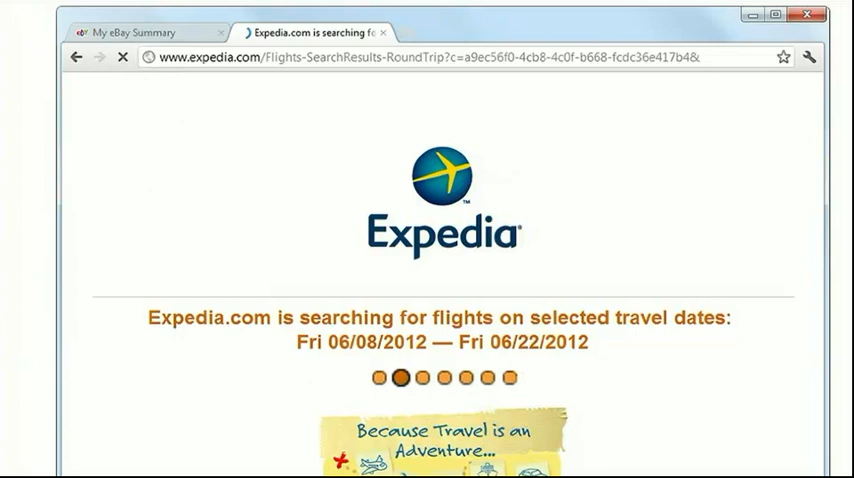 My eBay Summary
Expedia.com is searching fo
www.expedia.com/Flights-SearchResults-RoundTrip?c=a9ec56f0-4cb8-4c0f-b668-fcdc36e417b4&
Expedia
Expedia.com is searching for flights on selected travel dates:
Fri 06/08/2012 — Fri 06/22/2012
Because Travel is an
Adventure...